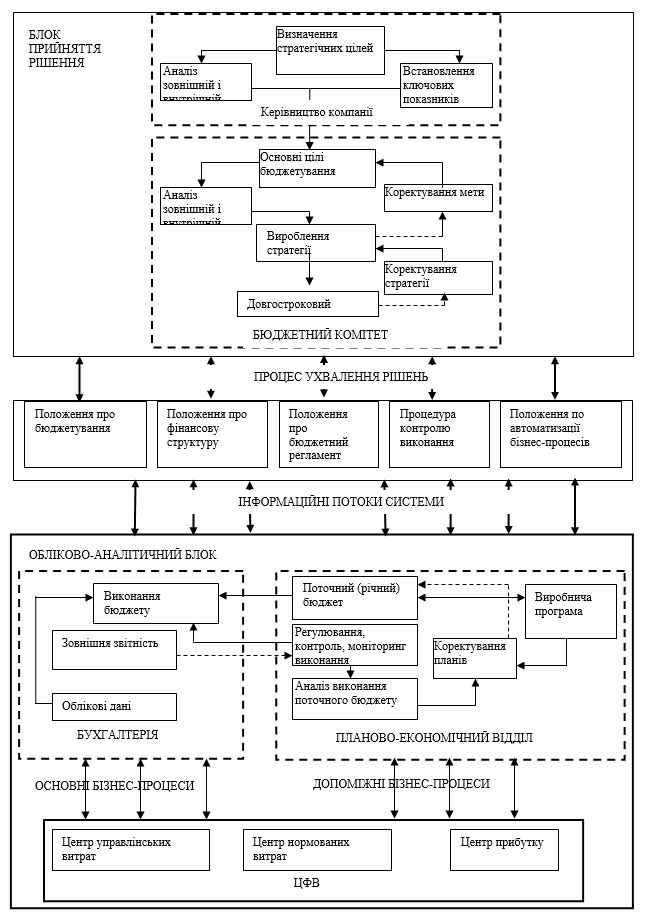 БЛОК
ПРИЙНЯТТЯ
РІШЕННЯ
Визначення
стратегічних цілей
Аналіз
зовнішній і
внутрішній
Встановлення
ключових
показників
Керівництво компанії
Основні цілі
бюджетування
Аналіз
зовнішній і
внутрішній
Коректування мети
Вироблення
стратегії
Коректування
стратегії
Довгостроковий
БЮДЖЕТНИЙ КОМІТЕТ
ПРОЦЕС УХВАЛЕННЯ РІШЕНЬ
Положення про
бюджетування
Положення про
фінансову
структуру
Положення
про
бюджетний
регламент
Процедура
контролю
виконання
Положення по
автоматизації
бізнес-процесів
ІНФОРМАЦІЙНІ ПОТОКИ СИСТЕМИ
ОБЛІКОВО-АНАЛІТИЧНИЙ БЛОК
Виконання
бюджету
Зовнішня звітність
Облікові дані
БУХГАЛТЕРІЯ
Поточний (річний)
бюджет
Регулювання,
контроль, моніторинг
виконання
Аналіз виконання
поточного бюджету
Виробнича
програма
Коректування
планів
ПЛАНОВО-ЕКОНОМІЧНИЙ ВІДДІЛ
ОСНОВНІ БІЗНЕС-ПРОЦЕСИ
ДОПОМІЖНІ БІЗНЕС-ПРОЦЕСИ
Центр управлінських
витрат
Центр нормованих
витрат
Центр прибутку
ЦФВ